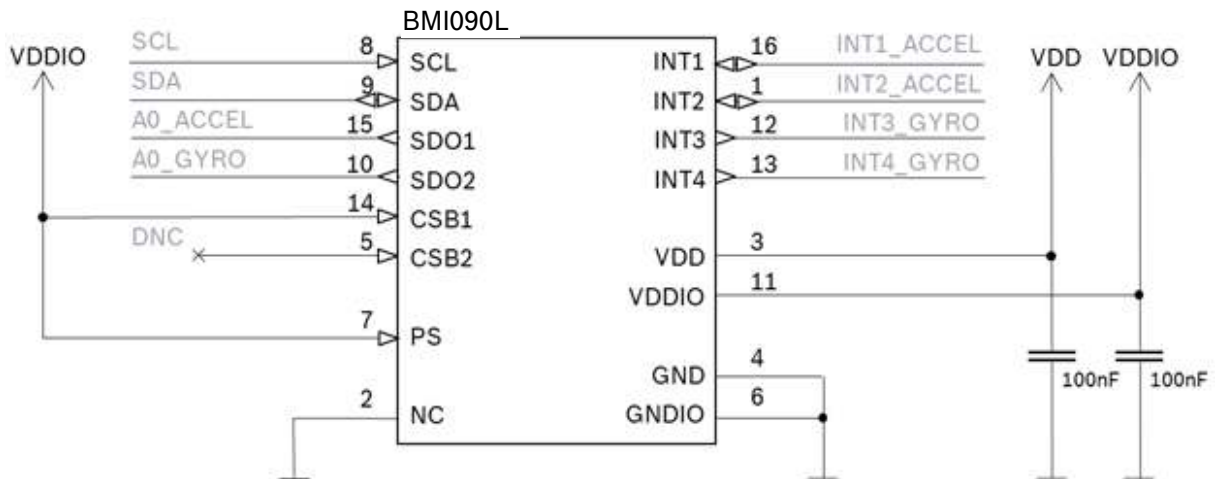 BMI090L
VDDIO
SCL
8
SCL
SDA
9
SDA
A0_ACCEL
15
SDO1
A0_GYRO
10
SDO2
14
CSB1
DNC
5
CSB2
7
PS
2
NC
INT1
16
INT1_ACCEL
INT2
1
INT2_ACCEL
INT3
12
INT3_GYRO
INT4
13
INT4_GYRO
VDD
3
VDDIO
11
GND
4
GNDIO
6
VDD
VDDIO
100nF
100nF